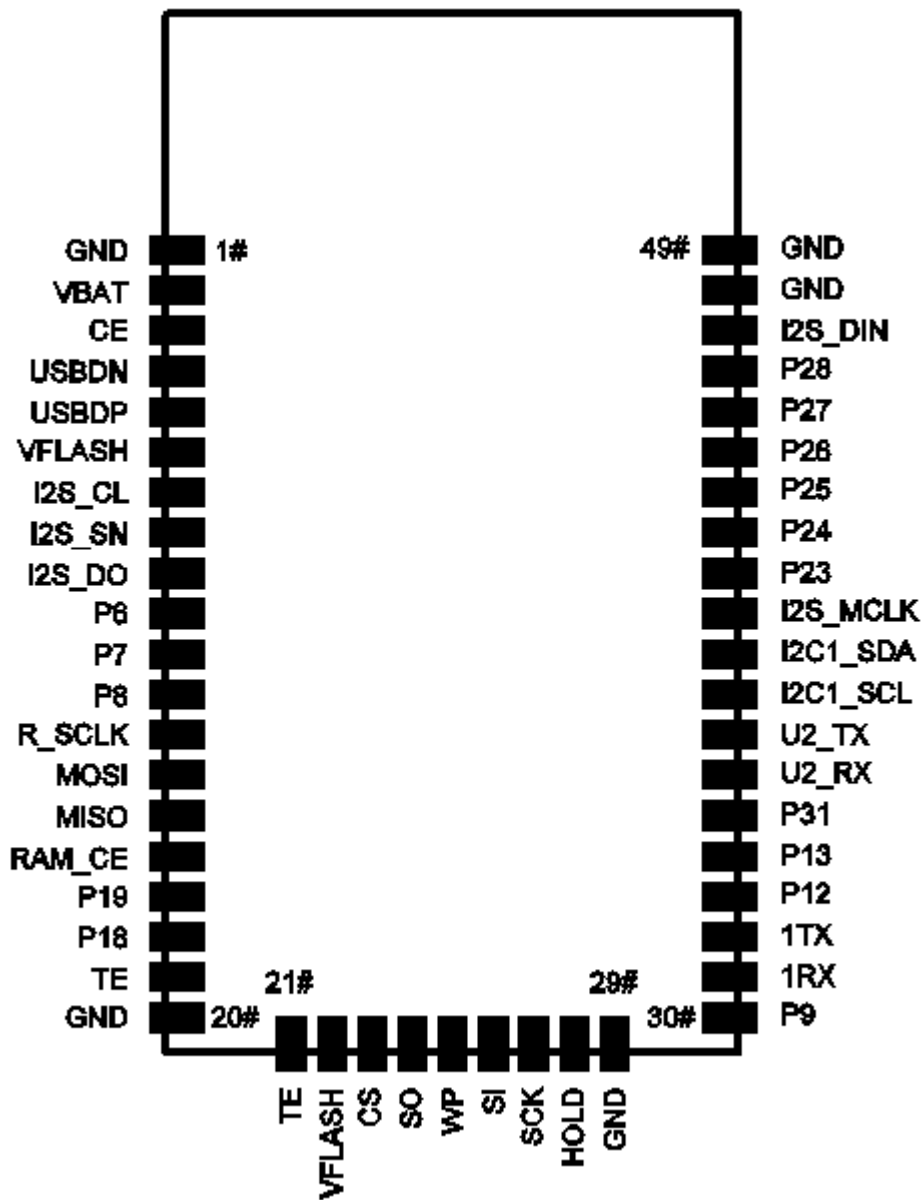 GND 1# 49# GND
VBAT GND
CE I2S_DIN
USBDN P28
USBDP P27
VFLASH P26
I2S_CL P25
I2S_SN P24
I2S_DO P23
P6 I2S_MCLK
P7 I2C1_SDA
P8 I2C1_SCL
R_SCLK U2_TX
MOSI U2_RX
MISO P31
RAM_CE P13
P19 P12
P18 1TX
TE 21# 29# 1RX
GND 20# 30# P9
TE
VFLASH
CS
SO
WP
SI
SCK
HOLD
GND